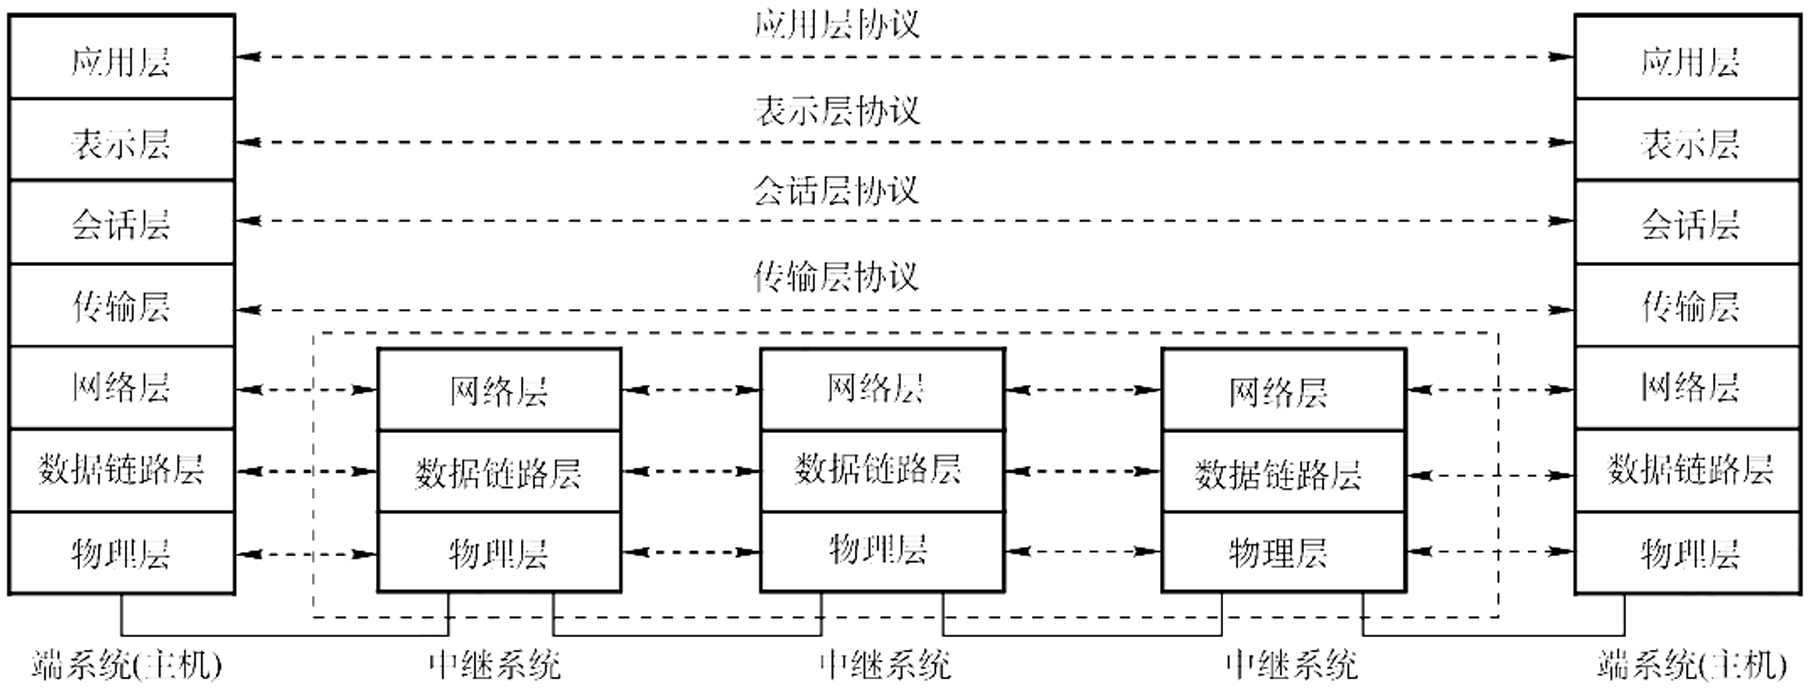 应用层协议
应用层
应用层
表示层协议
表示层
表示层
会话层协议
会话层
会话层
传输层协议
传输层
传输层
网络层
网络层
网络层
网络层
网络层
数据链路层
数据链路层
数据链路层
数据链路层
数据链路层
物理层
物理层
物理层
物理层
物理层
端系统(主机)
中继系统
中继系统
中继系统
端系统(主机)